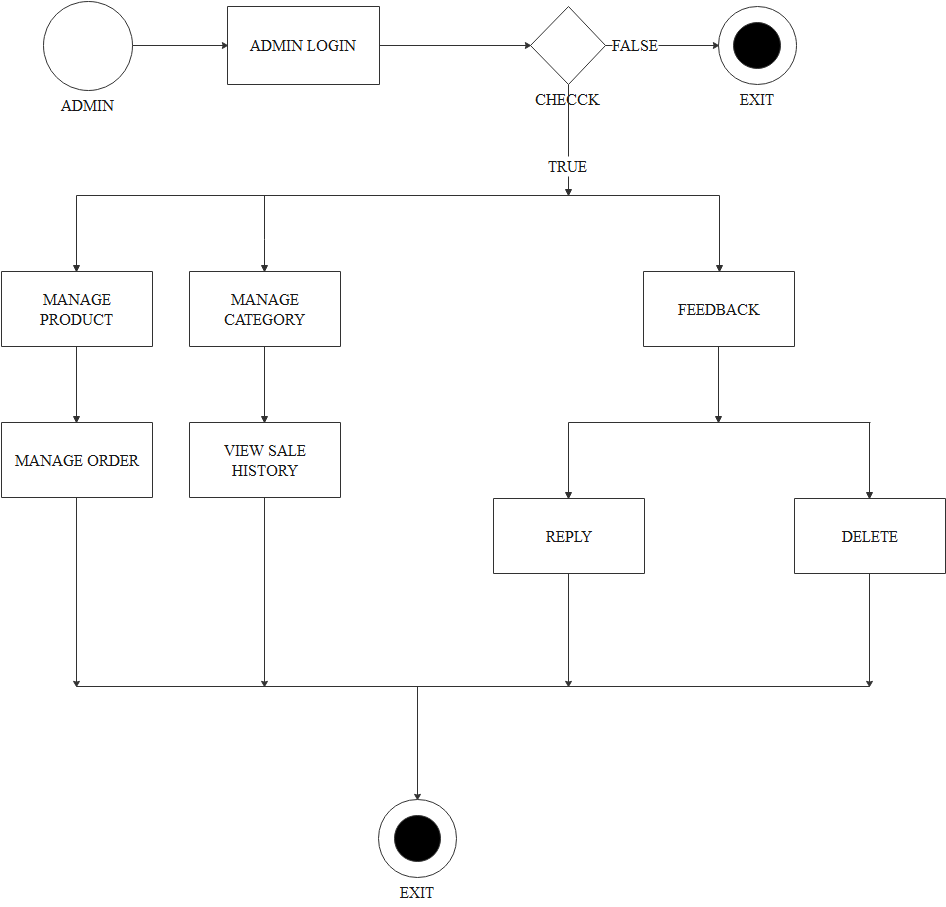 ADMIN LOGIN
FALSE
ADMIN
CHECCK
EXIT
TRUE
MANAGE
PRODUCT
MANAGE
CATEGORY
FEEDBACK
MANAGE ORDER
VIEW SALE
HISTORY
REPLY
DELETE
EXIT